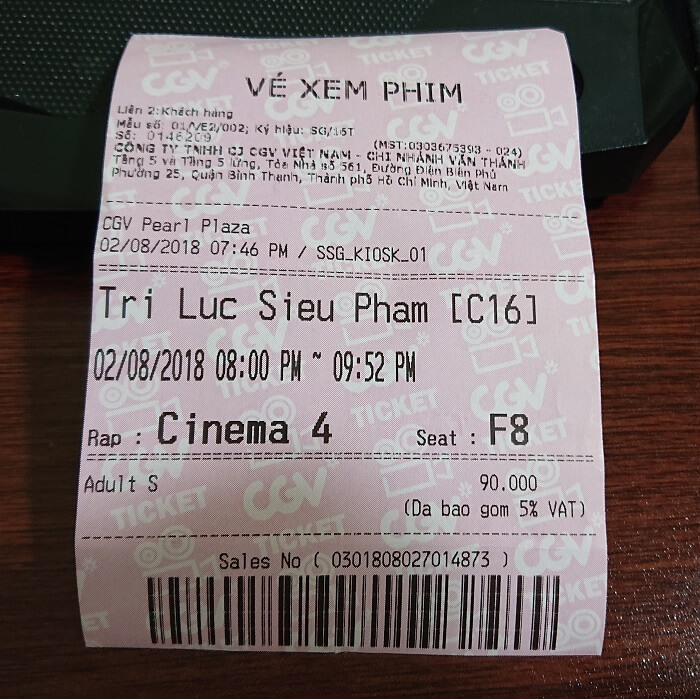 VÉ XEM PHIM
Liên 2:Khách hàng
Mẫu số: 01/VE2/002; Ký hiệu: SG/15T
Số: 0146209
(MST:0303675393 - 024)
CÔNG TY TNHH CJ CGV VIỆT NAM - CHI NHÁNH VĂN THÁNH
Tầng 5 và Tầng 5 lửng, Tòa Nhà số 561, Đường Điện Biên Phủ
Phường 25, Quận Bình Thạnh, Thành phố Hồ Chí Minh, Việt Nam
CGV Pearl Plaza
02/08/2018 07:46 PM / SSG_KIOSK_01
Tri Luc Sieu Pham [C16]
02/08/2018 08:00 PM ~ 09:52 PM
Rap : Cinema 4 Seat : F8
Adult S 90.000
(Da bao gom 5% VAT)
Sales No ( 0301808027014873 )